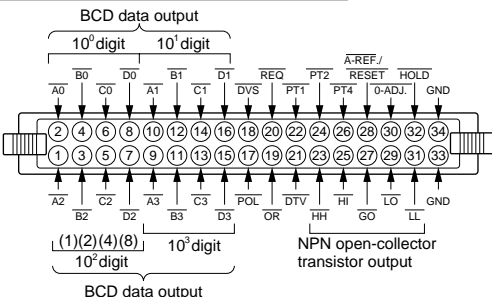 BCD data output
10⁰ digit 10¹ digit
A-REF./
B0 D0 B1 D1 REQ PT2 RESET HOLD
A0 C0 A1 C1 DVS PT1 PT4 0-ADJ. GND
2 4 6 8 10 12 14 16 18 20 22 24 26 28 30 32 34
1 3 5 7 9 11 13 15 17 19 21 23 25 27 29 31 33
A2 C2 A3 C3 POL DTV HI LO GND
B2 D2 B3 D3 OR HH GO LL
(1)(2)(4)(8) 10³ digit NPN open-collector
10² digit transistor output
BCD data output